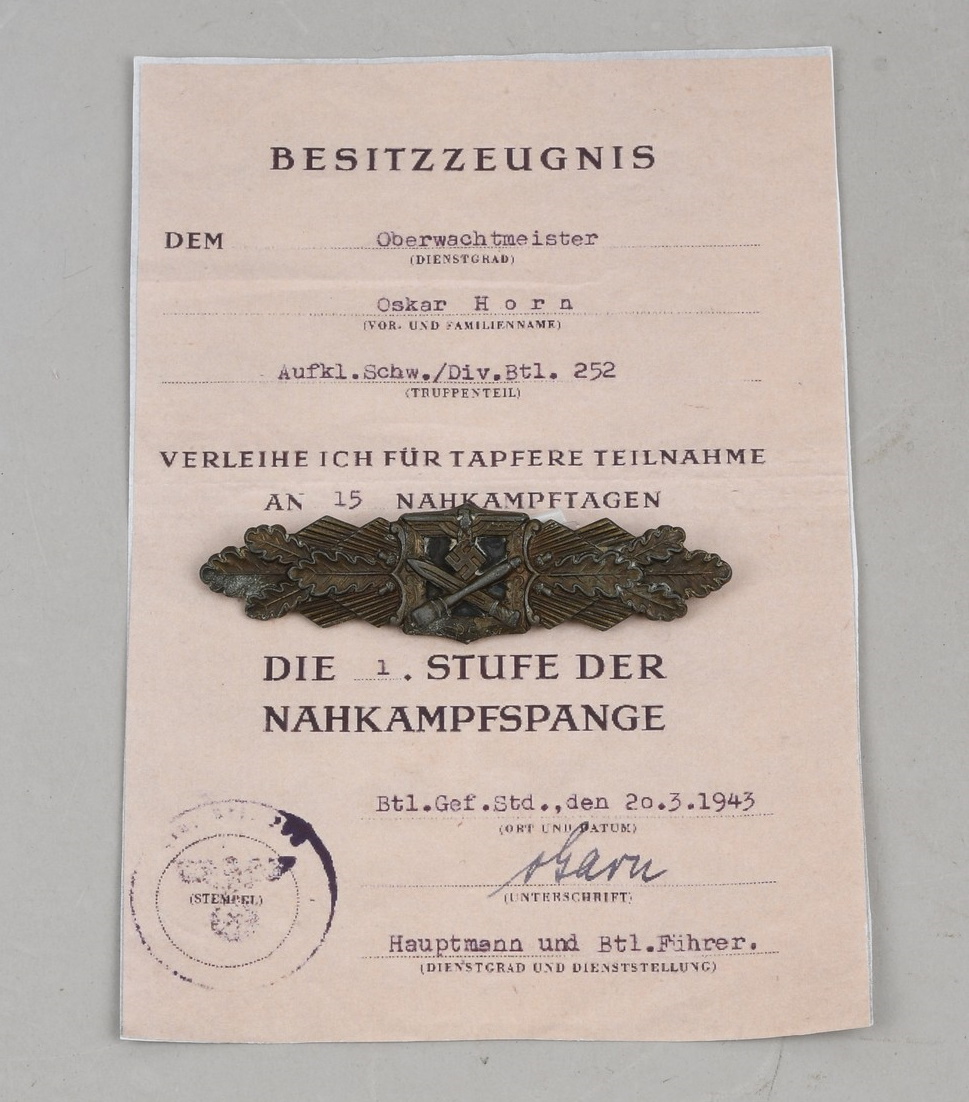 BESITZZEUGNIS
DEM Oberwachtmeister
(DIENSTGRAD)
Oskar H o r n
(VOR- UND FAMILIENNAME)
Aufkl.Schw./Div.Btl. 252
(TRUPPENTEIL)
VERLEIHE ICH FÜR TAPFERE TEILNAHME
AN 15 NAHKAMPFTAGEN
DIE 1. STUFE DER
NAHKAMPFSPANGE
Btl.Gef.Std.,den 2o.3.1943
(ORT UND DATUM)
(STEMPEL)
(UNTERSCHRIFT)
Hauptmann und Btl.Führer.
(DIENSTGRAD UND DIENSTSTELLUNG)